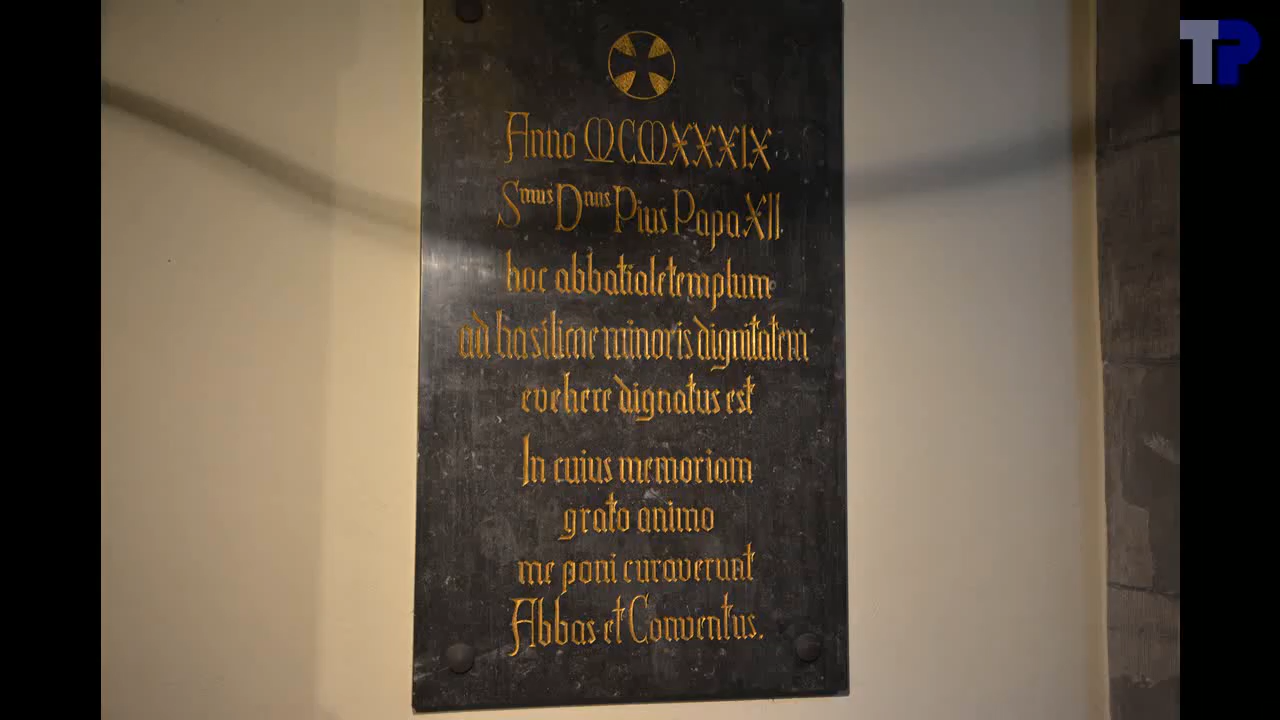 TP
Anno MCMXXXIX
Smus Dnus Pius Papa XII
hoc abbatiale templum
ad basilicae minoris dignitatem
evehere dignatus est
In cuius memoriam
grato animo
me poni curaverunt
Abbas et Conventus.